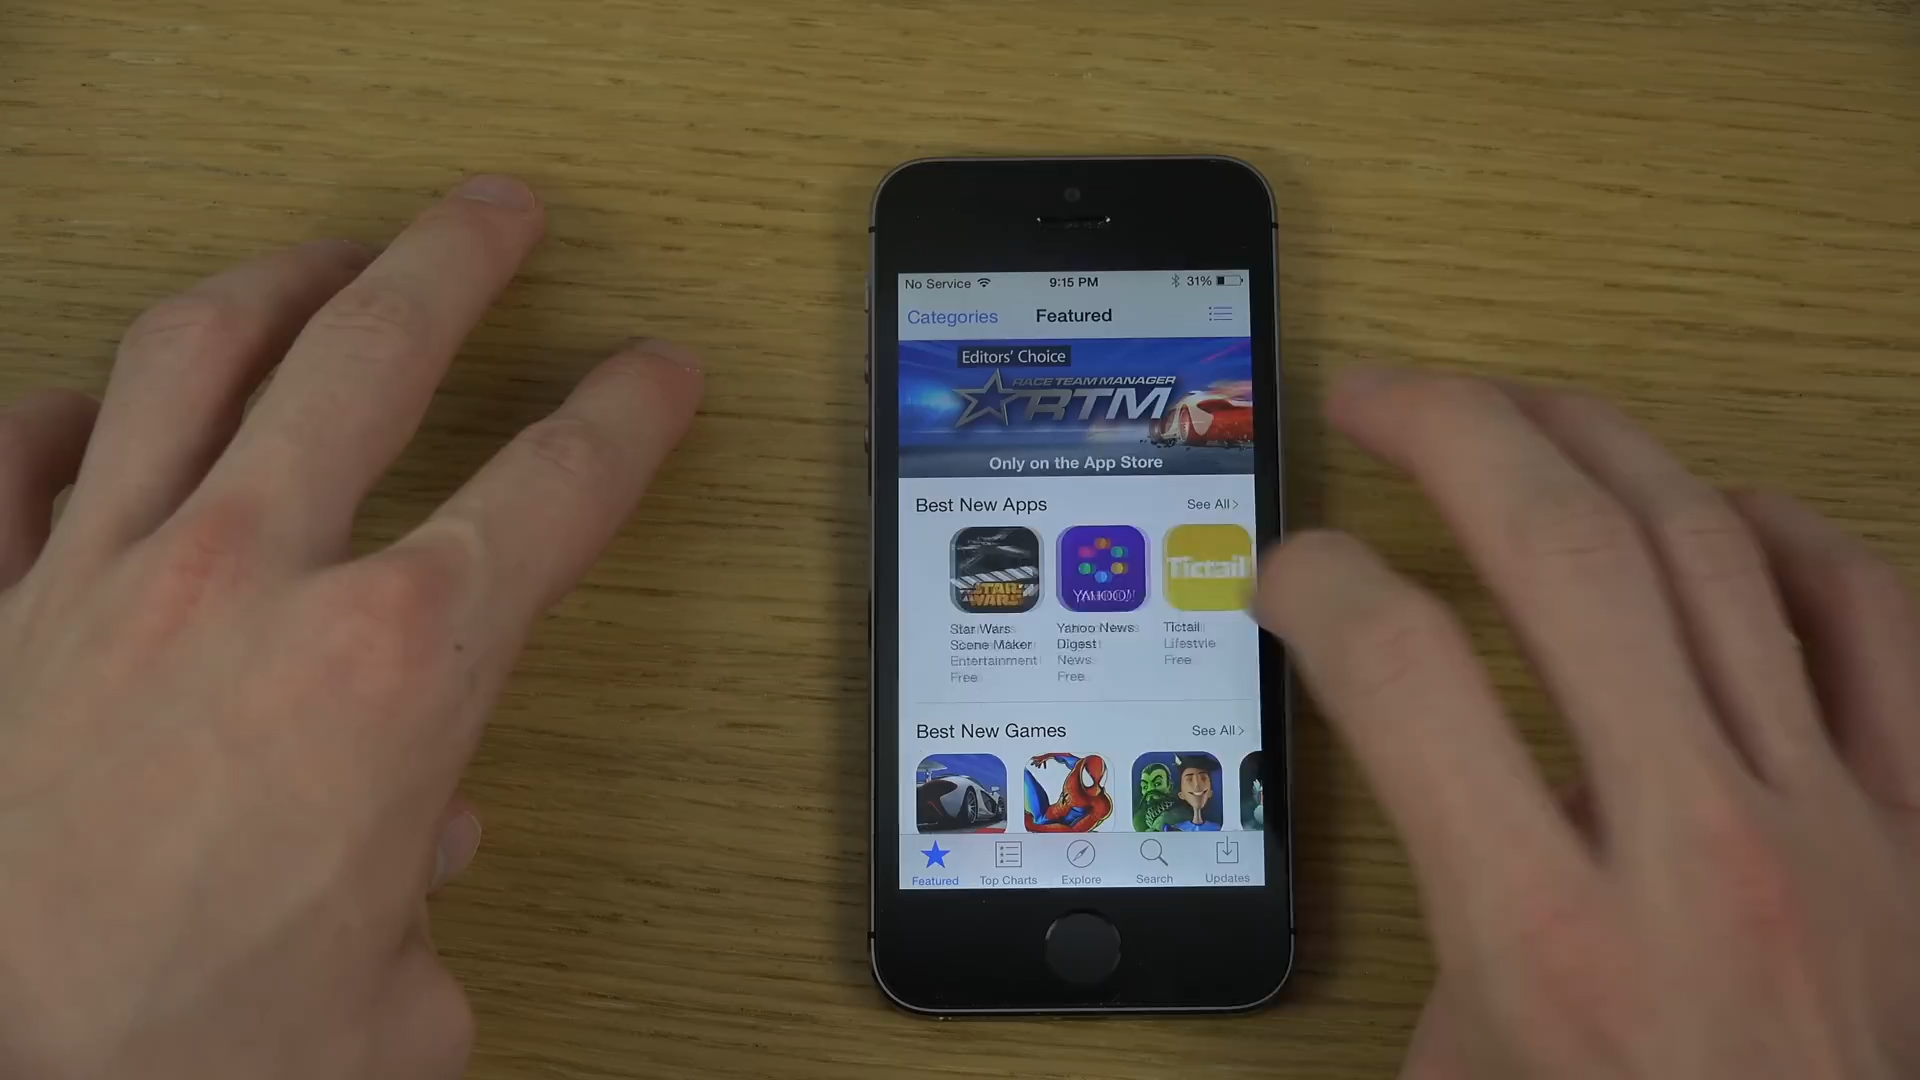 No Service 9:15 PM 31%
Categories Featured
Editors' Choice
RACE TEAM MANAGER
RTM
Only on the App Store
Best New Apps See All >
STAR WARS
YAHOO!
Tictail
Star Wars
Scene Maker
Entertainment
Free
Yahoo News
Digest
News
Free
Tictail
Lifestyle
Free
Best New Games See All >
Featured Top Charts Explore Search Updates